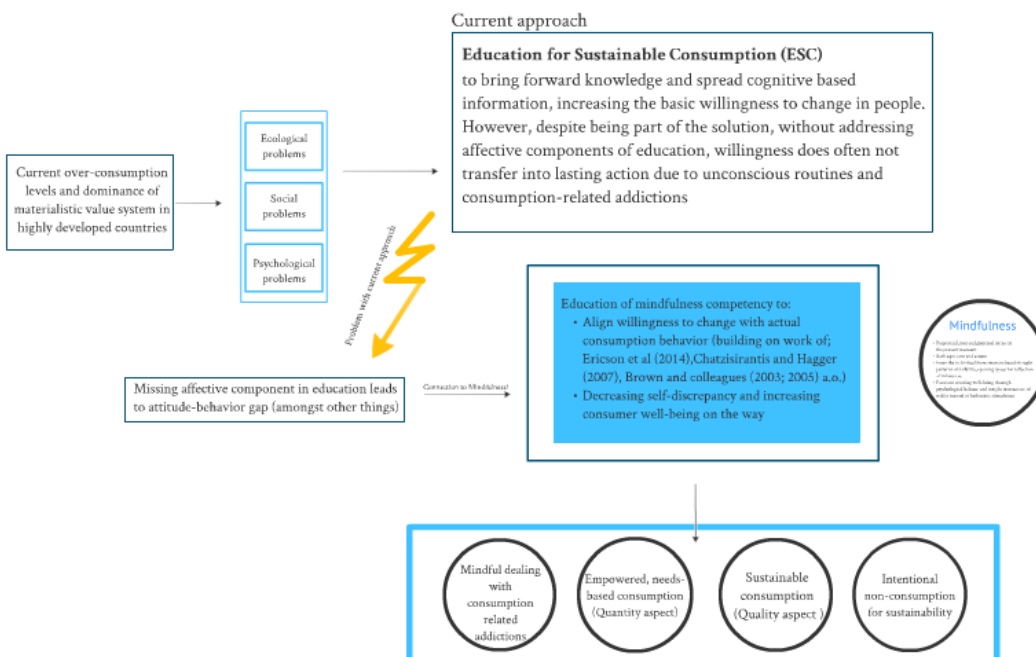 Current approach
Education for Sustainable Consumption (ESC)
to bring forward knowledge and spread cognitive based
information, increasing the basic willingness to change in people.
However, despite being part of the solution, without addressing
affective components of education, willingness does often not
transfer into lasting action due to unconscious routines and
consumption-related addictions
Current over-consumption
levels and dominance of
materialistic value system in
highly developed countries
Ecological
problems
Social
problems
Psychological
problems
Problem with current approach
Missing affective component in education leads
to attitude-behavior gap (amongst other things)
Connection to Mindfulness!
Education of mindfulness competency to:
• Align willingness to change with actual
consumption behavior (building on work of;
Ericson et al (2014),Chatzisirantis and Hagger
(2007), Brown and colleagues (2003; 2005) a.o.)
• Decreasing self-discrepancy and increasing
consumer well-being on the way
Mindfulness
Mindful dealing
with
consumption
related
addictions
Empowered, needs-
based consumption
(Quantity aspect)
Sustainable
consumption
(Quality aspect )
Intentional
non-consumption
for sustainability